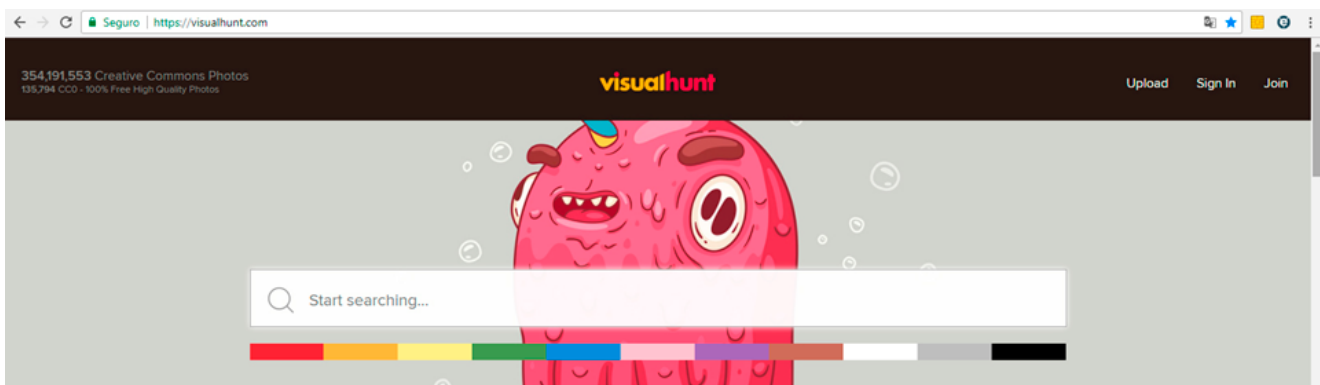 Seguro | https://visualhunt.com
354,191,553 Creative Commons Photos
135,794 CC0 - 100% Free High Quality Photos
visualhunt
Upload Sign In Join
Start searching...